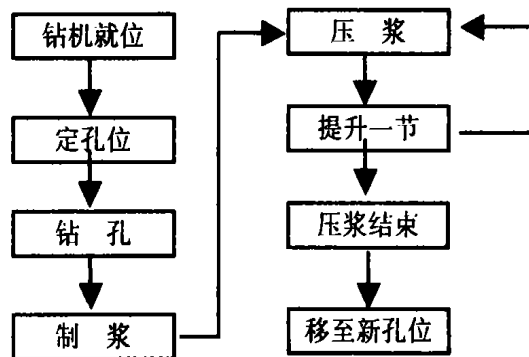 钻机就位
定孔位
钻 孔
制 浆
压 浆
提升一节
压浆结束
移至新孔位